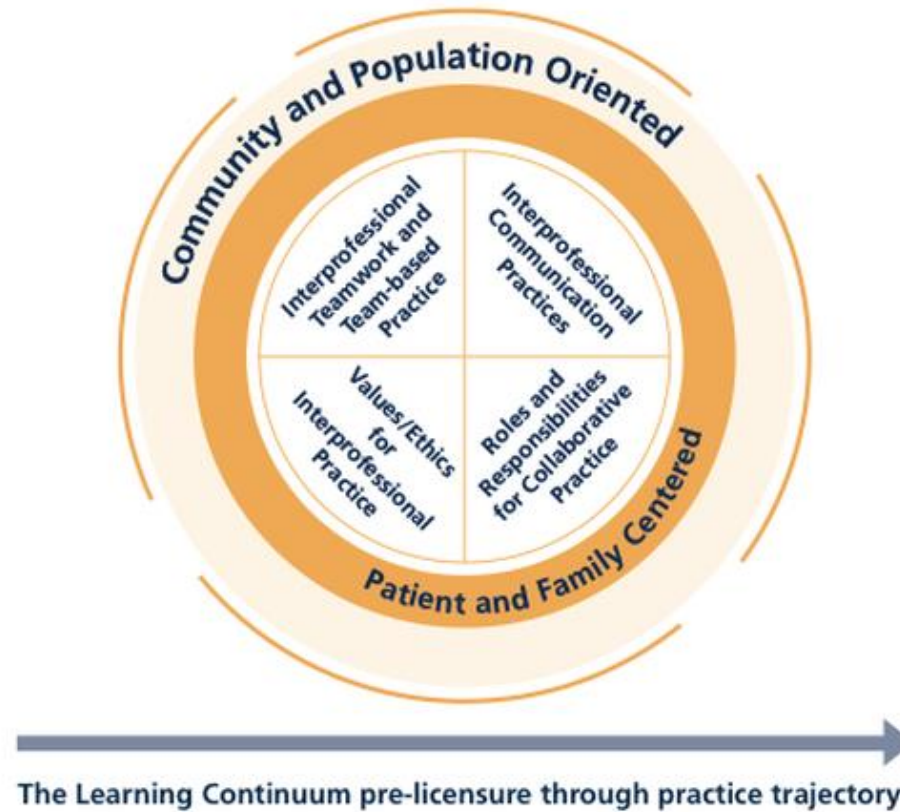 Community and Population Oriented
Interprofessional
Teamwork and
Team-based
Practice
Interprofessional
Communication
Practices
Values/Ethics
for
Interprofessional
Practice
Roles and
Responsibilities
for Collaborative
Practice
Patient and Family Centered
The Learning Continuum pre-licensure through practice trajectory